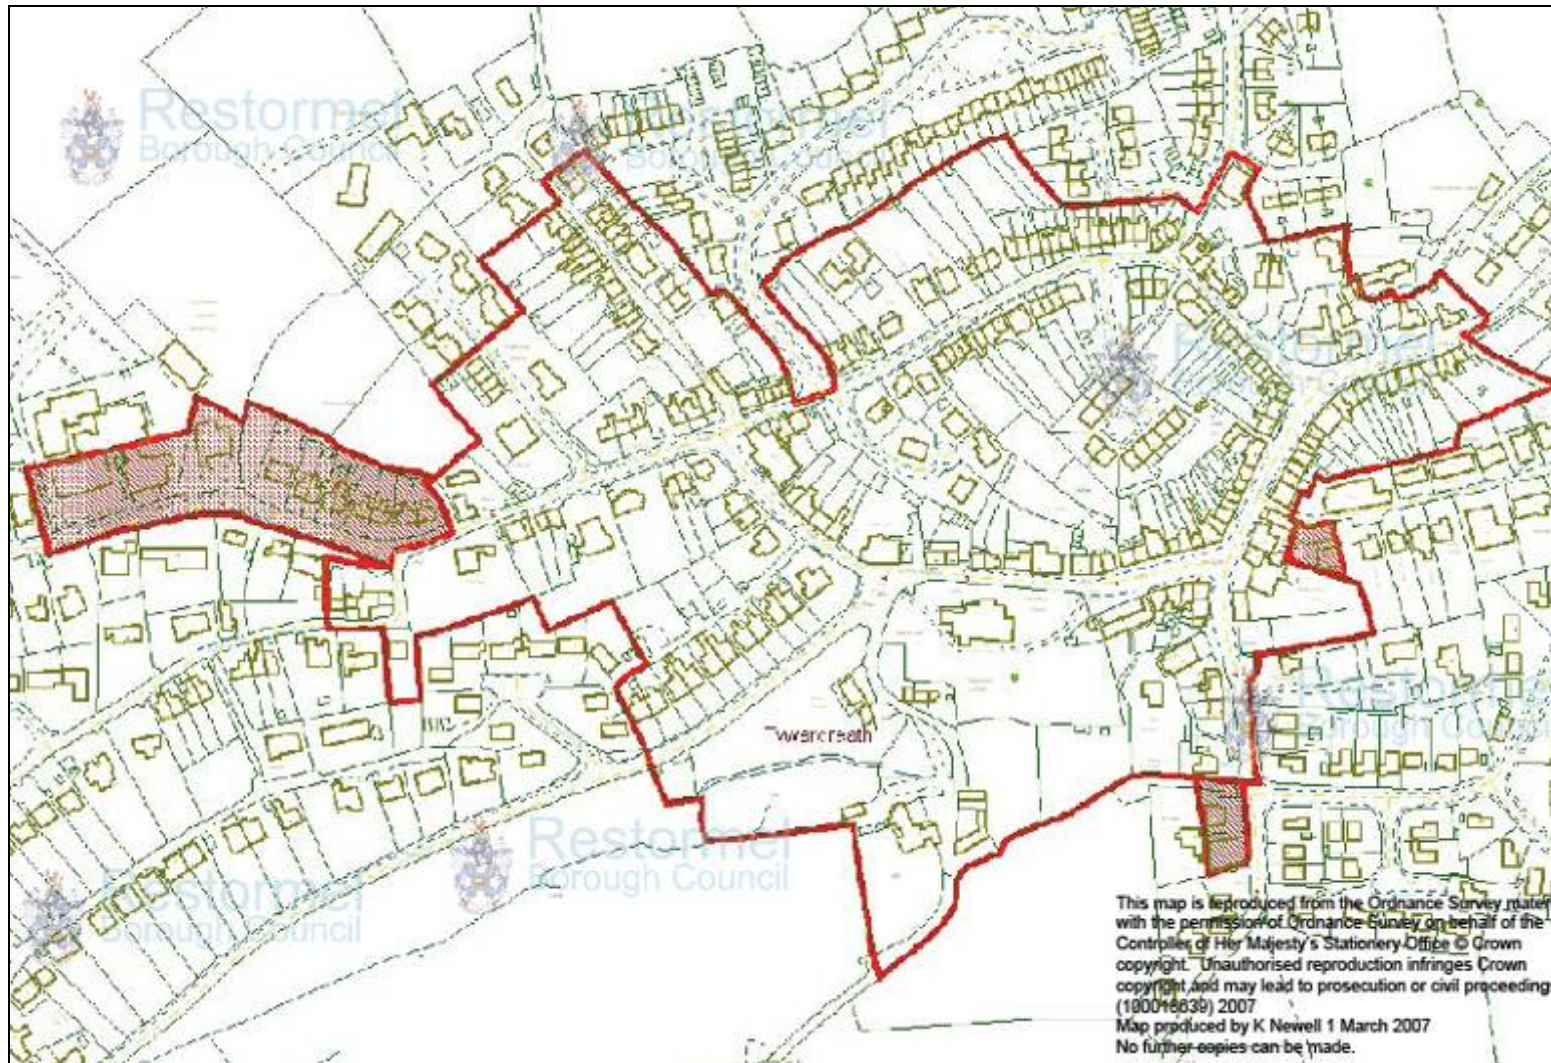 Restormel
Borough Council
Restormel
Borough Council
Restormel
Borough Council
Tywardreath
Restormel
Borough Council
Restormel
Borough Council
Restormel
Borough Council
This map is reproduced from the Ordnance Survey mater
with the permission of Ordnance Survey on behalf of the
Controller of Her Majesty's Stationery Office © Crown
copyright. Unauthorised reproduction infringes Crown
copyright and may lead to prosecution or civil proceeding
(100018639) 2007
Map produced by K Newell 1 March 2007
No further copies can be made.